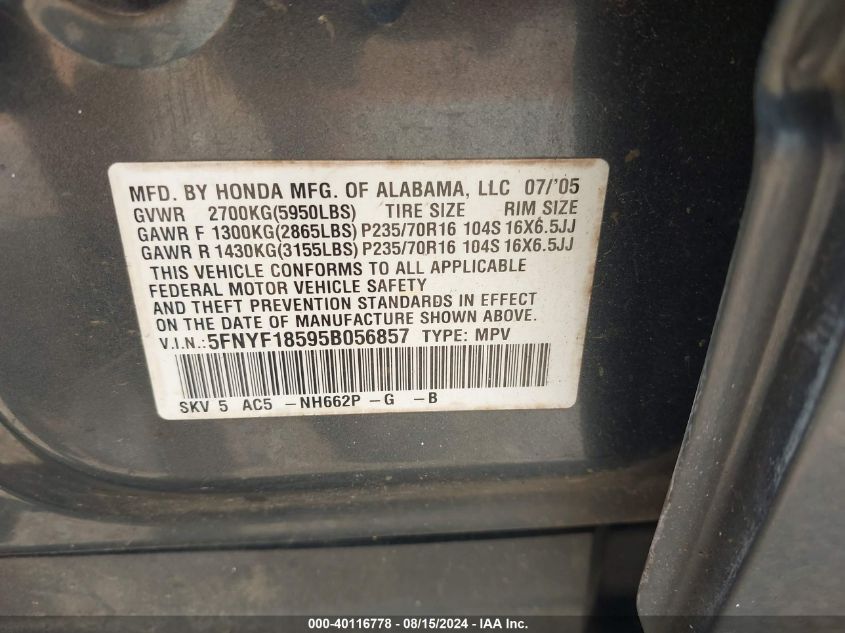 MFD. BY HONDA MFG. OF ALABAMA, LLC 07/'05
GVWR 2700KG(5950LBS) TIRE SIZE RIM SIZE
GAWR F 1300KG(2865LBS) P235/70R16 104S 16X6.5JJ
GAWR R 1430KG(3155LBS) P235/70R16 104S 16X6.5JJ
THIS VEHICLE CONFORMS TO ALL APPLICABLE
FEDERAL MOTOR VEHICLE SAFETY
AND THEFT PREVENTION STANDARDS IN EFFECT
ON THE DATE OF MANUFACTURE SHOWN ABOVE.
V.I.N.:5FNYF18595B056857 TYPE: MPV
SKV 5 AC5 -NH662P -G -B
000-40116778 - 08/15/2024 - IAA Inc.